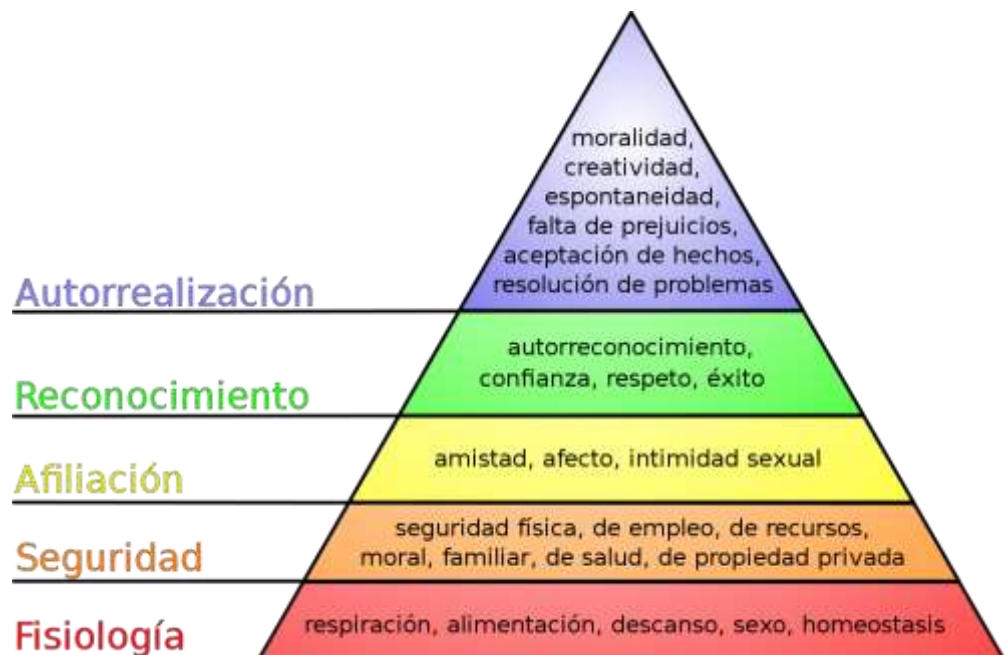 moralidad,
creatividad,
espontaneidad,
falta de prejuicios,
aceptación de hechos,
resolución de problemas
Autorrealización
autorreconocimiento,
confianza, respeto, éxito
Reconocimiento
amistad, afecto, intimidad sexual
Afiliación
seguridad física, de empleo, de recursos,
moral, familiar, de salud, de propiedad privada
Seguridad
respiración, alimentación, descanso, sexo, homeostasis
Fisiología